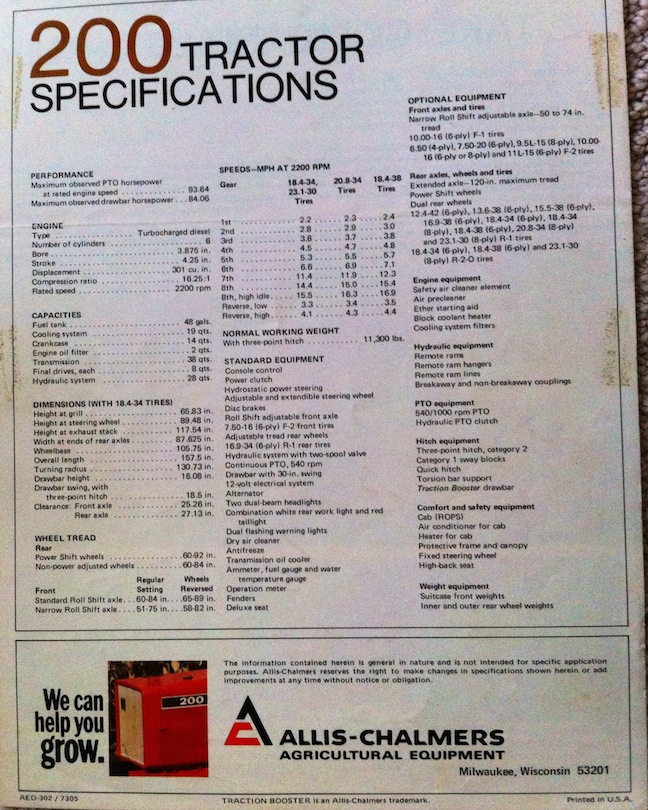 200 TRACTOR
SPECIFICATIONS
PERFORMANCE
Maximum observed PTO horsepower
at rated engine speed . . . . . . . . . . . . . 93.64
Maximum observed drawbar horsepower . . . 84.06
ENGINE
Type . . . . . . . . . . . . . . . . Turbocharged diesel
Number of cylinders . . . . . . . . . . . . . . . . 6
Bore . . . . . . . . . . . . . . . . . . . . . . . 3.875 in.
Stroke . . . . . . . . . . . . . . . . . . . . . . 4.25 in.
Displacement . . . . . . . . . . . . . . . . 301 cu. in.
Compression ratio . . . . . . . . . . . . . . 16.25:1
Rated speed . . . . . . . . . . . . . . . . . 2200 rpm
CAPACITIES
Fuel tank . . . . . . . . . . . . . . . . . . . 48 gals.
Cooling system . . . . . . . . . . . . . . . . 19 qts.
Crankcase . . . . . . . . . . . . . . . . . . . 14 qts.
Engine oil filter . . . . . . . . . . . . . . . . 2 qts.
Transmission . . . . . . . . . . . . . . . . . 38 qts.
Final drives, each . . . . . . . . . . . . . . . 8 qts.
Hydraulic system . . . . . . . . . . . . . . . 28 qts.
DIMENSIONS (WITH 18.4-34 TIRES)
Height at grill . . . . . . . . . . . . . . . . 65.83 in.
Height at steering wheel . . . . . . . . . . 89.48 in.
Height at exhaust stack . . . . . . . . . . 117.54 in.
Width at ends of rear axles . . . . . . . . 87.625 in.
Wheelbase . . . . . . . . . . . . . . . . . 105.75 in.
Overall length . . . . . . . . . . . . . . . . 157.5 in.
Turning radius . . . . . . . . . . . . . . . 130.73 in.
Drawbar height . . . . . . . . . . . . . . . 16.08 in.
Drawbar swing, with
three-point hitch . . . . . . . . . . . . . . 18.5 in.
Clearance: Front axle . . . . . . . . . . . . 25.26 in.
Rear axle . . . . . . . . . . . . . 27.13 in.
WHEEL TREAD
Rear
Power Shift wheels . . . . . . . . . . . . . 60-92 in.
Non-power adjusted wheels . . . . . . . . 60-84 in.
Front Regular Setting Wheels Reversed
Standard Roll Shift axle . . . 60-84 in. . . . 65-89 in.
Narrow Roll Shift axle . . . . 51-75 in. . . . 58-82 in.
SPEEDS—MPH AT 2200 RPM
Gear 18.4-34, 23.1-30 Tires 20.8-34 Tires 18.4-38 Tires
1st . . . . . . . . . . . . 2.2 . . . . 2.3 . . . . 2.4
2nd . . . . . . . . . . . 2.8 . . . . 2.9 . . . . 3.0
3rd . . . . . . . . . . . . 3.6 . . . . 3.7 . . . . 3.8
4th . . . . . . . . . . . . 4.5 . . . . 4.7 . . . . 4.8
5th . . . . . . . . . . . . 5.3 . . . . 5.5 . . . . 5.7
6th . . . . . . . . . . . . 6.6 . . . . 6.9 . . . . 7.1
7th . . . . . . . . . . . 11.4 . . . 11.9 . . . 12.3
8th . . . . . . . . . . . 14.4 . . . 15.0 . . . 15.4
8th, high idle . . . . 15.5 . . . 16.3 . . . 16.9
Reverse, low . . . . . 3.3 . . . . 3.4 . . . . 3.5
Reverse, high . . . . . 4.1 . . . . 4.3 . . . . 4.4
NORMAL WORKING WEIGHT
With three-point hitch . . . . . . . . . . 11,300 lbs.
STANDARD EQUIPMENT
Console control
Power clutch
Hydrostatic power steering
Adjustable and extendible steering wheel
Disc brakes
Roll Shift adjustable front axle
7.50-16 (6-ply) F-2 front tires
Adjustable tread rear wheels
16.9-34 (6-ply) R-1 rear tires
Hydraulic system with two-spool valve
Continuous PTO, 540 rpm
Drawbar with 30-in. swing
12-volt electrical system
Alternator
Two dual-beam headlights
Combination white rear work light and red
taillight
Dual flashing warning lights
Dry air cleaner
Antifreeze
Transmission oil cooler
Ammeter, fuel gauge and water
temperature gauge
Operation meter
Fenders
Deluxe seat
OPTIONAL EQUIPMENT
Front axles and tires
Narrow Roll Shift adjustable axle—50 to 74 in.
tread
10.00-16 (6-ply) F-1 tires
6.50 (4-ply), 7.50-20 (6-ply), 9.5L-15 (8-ply), 10.00-
16 (6-ply or 8-ply) and 11L-15 (6-ply) F-2 tires
Rear axles, wheels and tires
Extended axle—120-in. maximum tread
Power Shift wheels
Dual rear wheels
12.4-42 (6-ply), 13.6-38 (6-ply), 15.5-38 (6-ply),
16.9-38 (6-ply), 18.4-34 (6-ply), 18.4-34
(8-ply), 18.4-38 (6-ply), 20.8-34 (8-ply)
and 23.1-30 (8-ply) R-1 tires
18.4-34 (6-ply), 18.4-38 (6-ply) and 23.1-30
(8-ply) R-2-O tires
Engine equipment
Safety air cleaner element
Air precleaner
Ether starting aid
Block coolant heater
Cooling system filters
Hydraulic equipment
Remote rams
Remote ram hangers
Remote ram lines
Breakaway and non-breakaway couplings
PTO equipment
540/1000 rpm PTO
Hydraulic PTO clutch
Hitch equipment
Three-point hitch, category 2
Category 1 sway blocks
Quick hitch
Torsion bar support
Traction Booster drawbar
Comfort and safety equipment
Cab (ROPS)
Air conditioner for cab
Heater for cab
Protective frame and canopy
Fixed steering wheel
High-back seat
Weight equipment
Suitcase front weights
Inner and outer rear wheel weights
We can
help you
grow.
200
The information contained herein is general in nature and is not intended for specific application
purposes. Allis-Chalmers reserves the right to make changes in specifications shown herein or add
improvements at any time without notice or obligation.
ALLIS-CHALMERS
AGRICULTURAL EQUIPMENT
Milwaukee, Wisconsin 53201
AED-302 / 7305
TRACTION BOOSTER is an Allis-Chalmers trademark.
Printed in U.S.A.